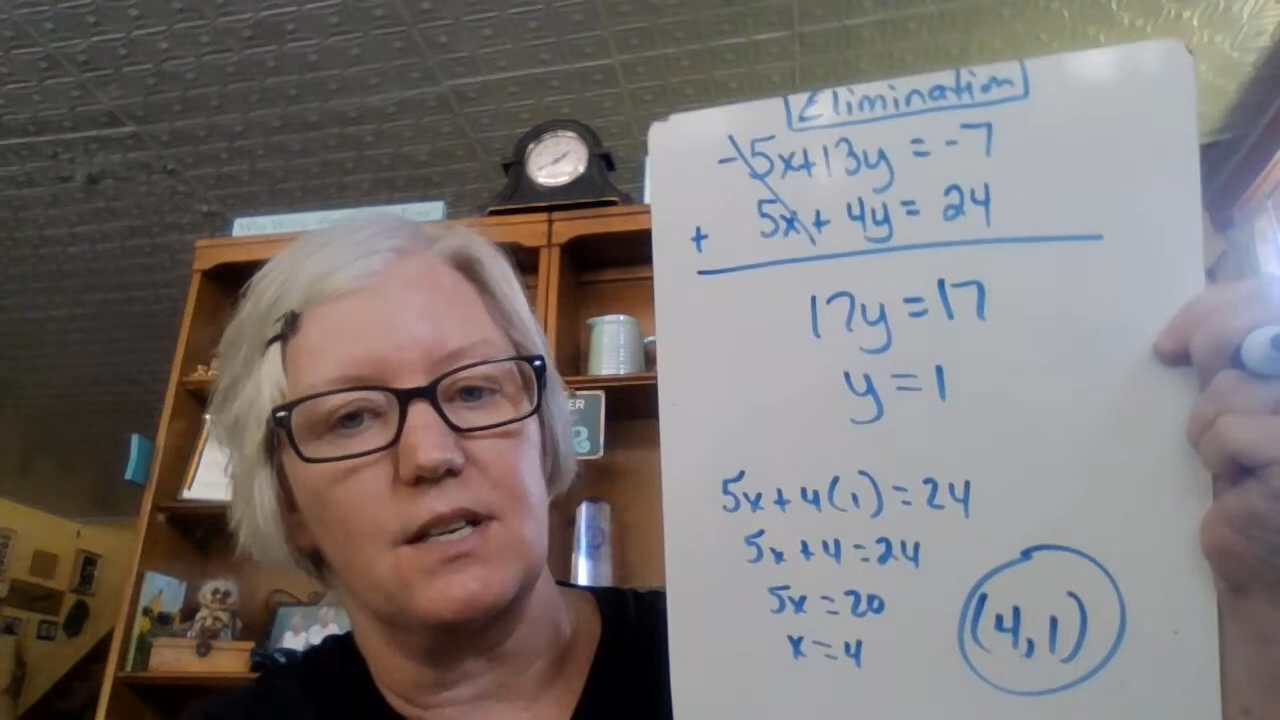 Elimination
-5x+13y=-7
+ 5x+4y=24
17y=17
y=1
5x+4(1)=24
5x+4=24
5x=20
x=4
(4,1)
ER